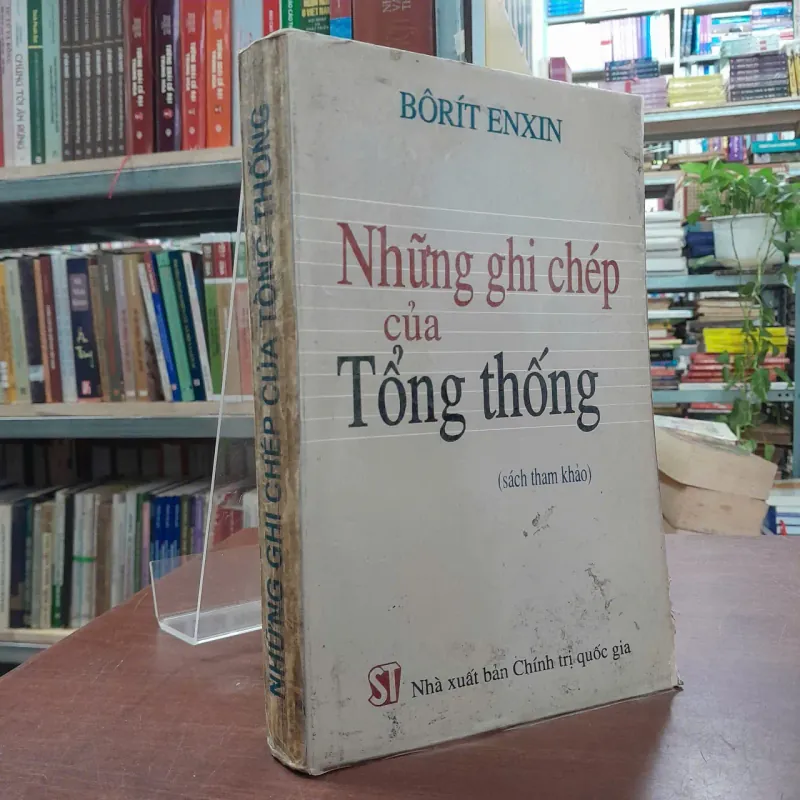 BÔRÍT ENXIN
Những ghi chép
của
Tổng thống
(sách tham khảo)
ST Nhà xuất bản Chính trị quốc gia
NHỮNG GHI CHÉP CỦA TỔNG THỐNG